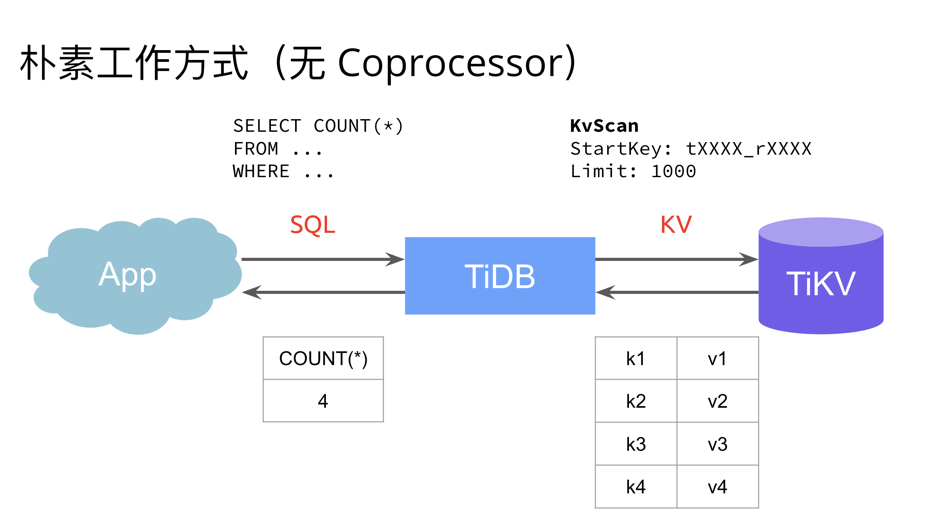 朴素工作方式（无 Coprocessor）
SELECT COUNT(*)
FROM ...
WHERE ...
KvScan
StartKey: tXXXX_rXXXX
Limit: 1000
SQL
KV
App
TiDB
TiKV
COUNT(*)
4
k1 v1
k2 v2
k3 v3
k4 v4